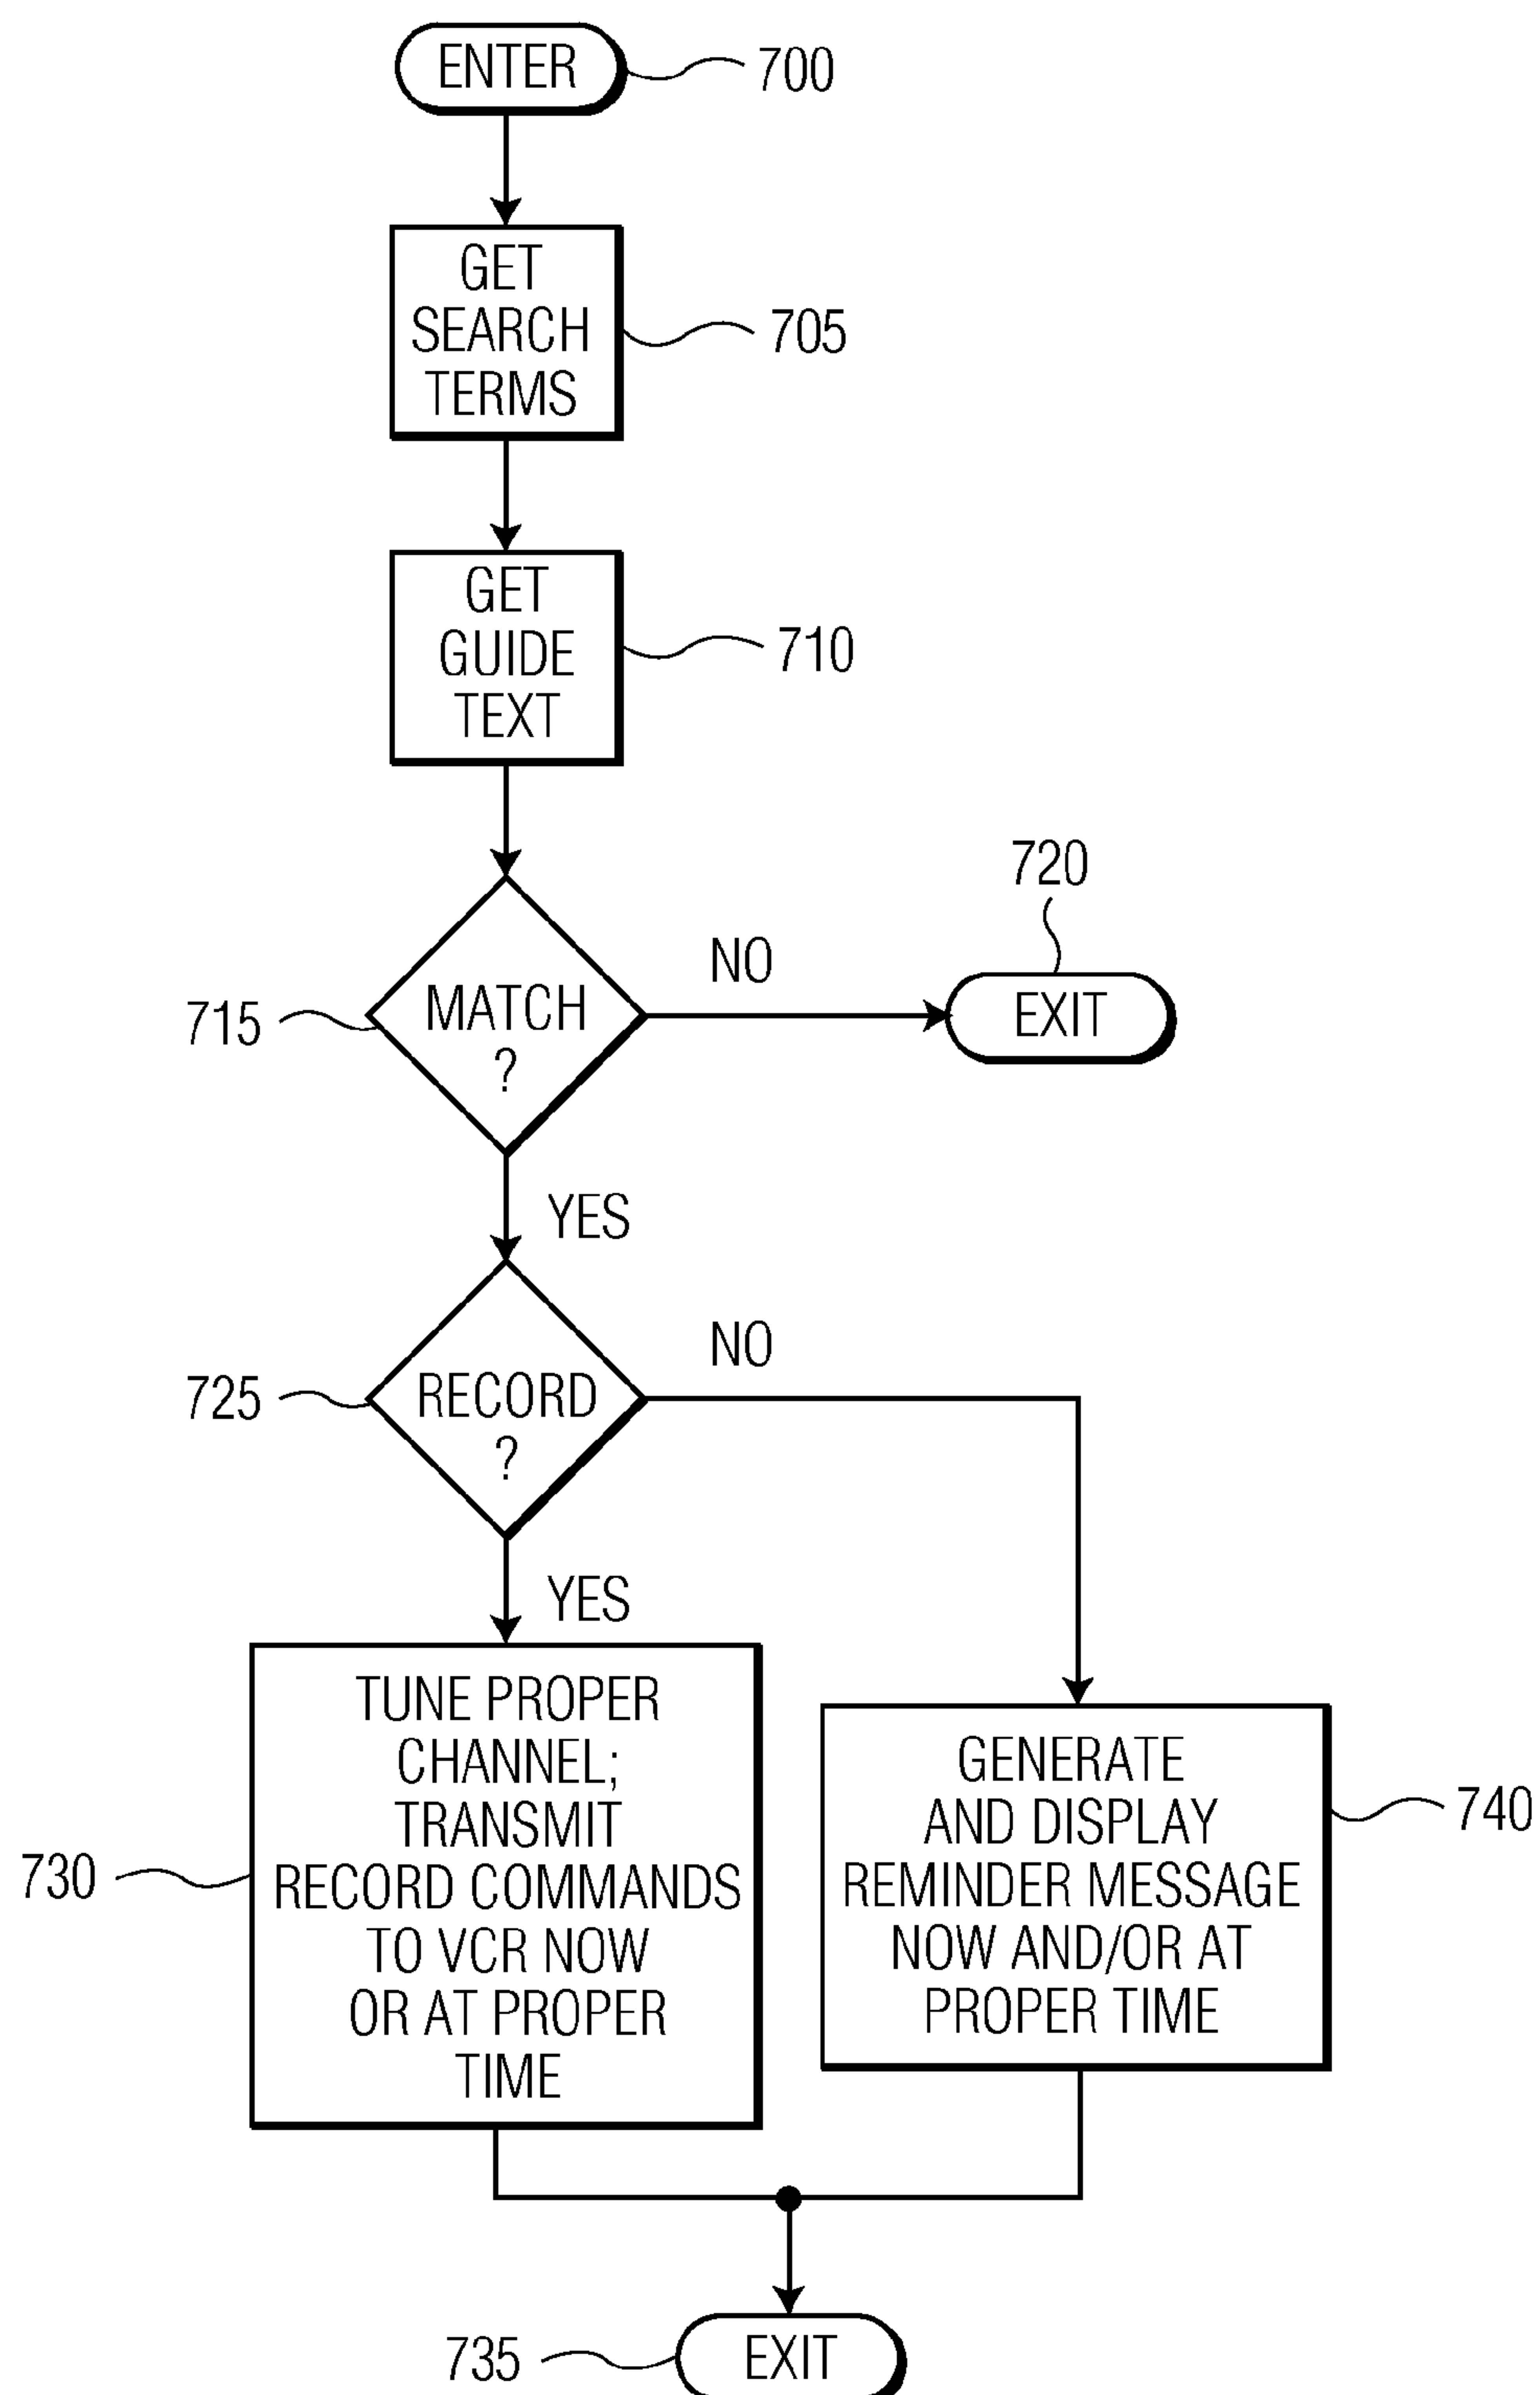 ENTER
700
GET
SEARCH
TERMS
705
GET
GUIDE
TEXT
710
720
NO
EXIT
715
MATCH
?
YES
NO
725
RECORD
?
YES
TUNE PROPER
CHANNEL;
TRANSMIT
RECORD COMMANDS
TO VCR NOW
OR AT PROPER
TIME
730
GENERATE
AND DISPLAY
REMINDER MESSAGE
NOW AND/OR AT
PROPER TIME
740
735
EXIT